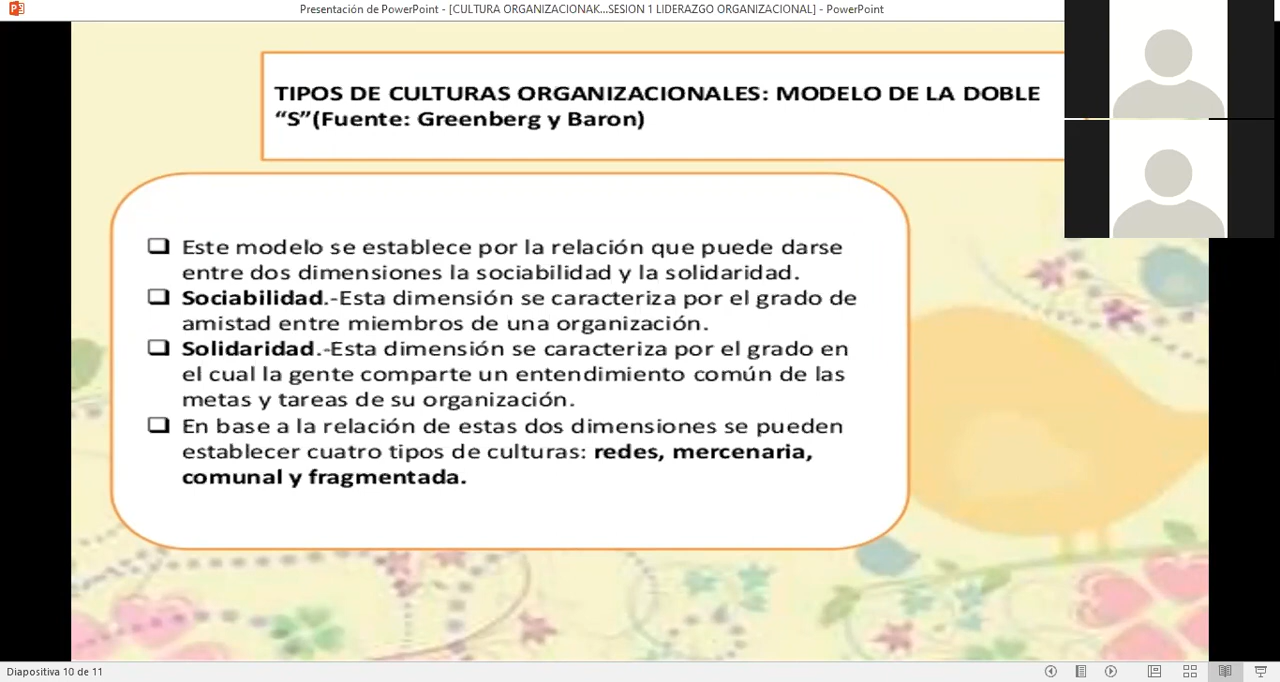 Presentación de PowerPoint - [CULTURA ORGANIZACIONAK...SESION 1 LIDERAZGO ORGANIZACIONAL] - PowerPoint
TIPOS DE CULTURAS ORGANIZACIONALES: MODELO DE LA DOBLE
“S”(Fuente: Greenberg y Baron)
Este modelo se establece por la relación que puede darse
entre dos dimensiones la sociabilidad y la solidaridad.
Sociabilidad.-Esta dimensión se caracteriza por el grado de
amistad entre miembros de una organización.
Solidaridad.-Esta dimensión se caracteriza por el grado en
el cual la gente comparte un entendimiento común de las
metas y tareas de su organización.
En base a la relación de estas dos dimensiones se pueden
establecer cuatro tipos de culturas: redes, mercenaria,
comunal y fragmentada.
Diapositiva 10 de 11